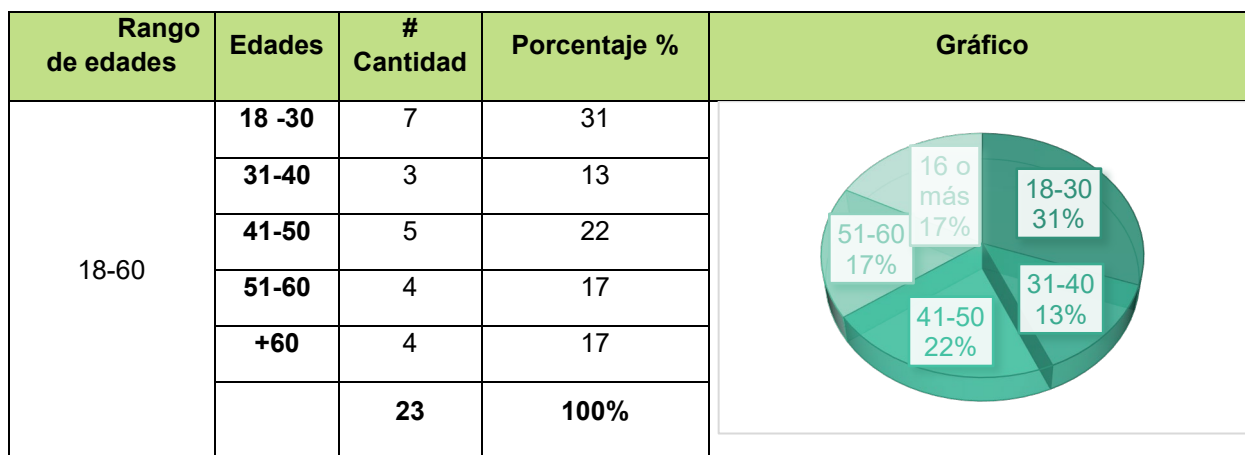 Rango de edades
Edades
# Cantidad
Porcentaje %
Gráfico
18-60
18 -30 7 31
31-40 3 13
41-50 5 22
51-60 4 17
+60 4 17
23 100%
16 o
más
17%
18-30
31%
51-60
17%
31-40
13%
41-50
22%